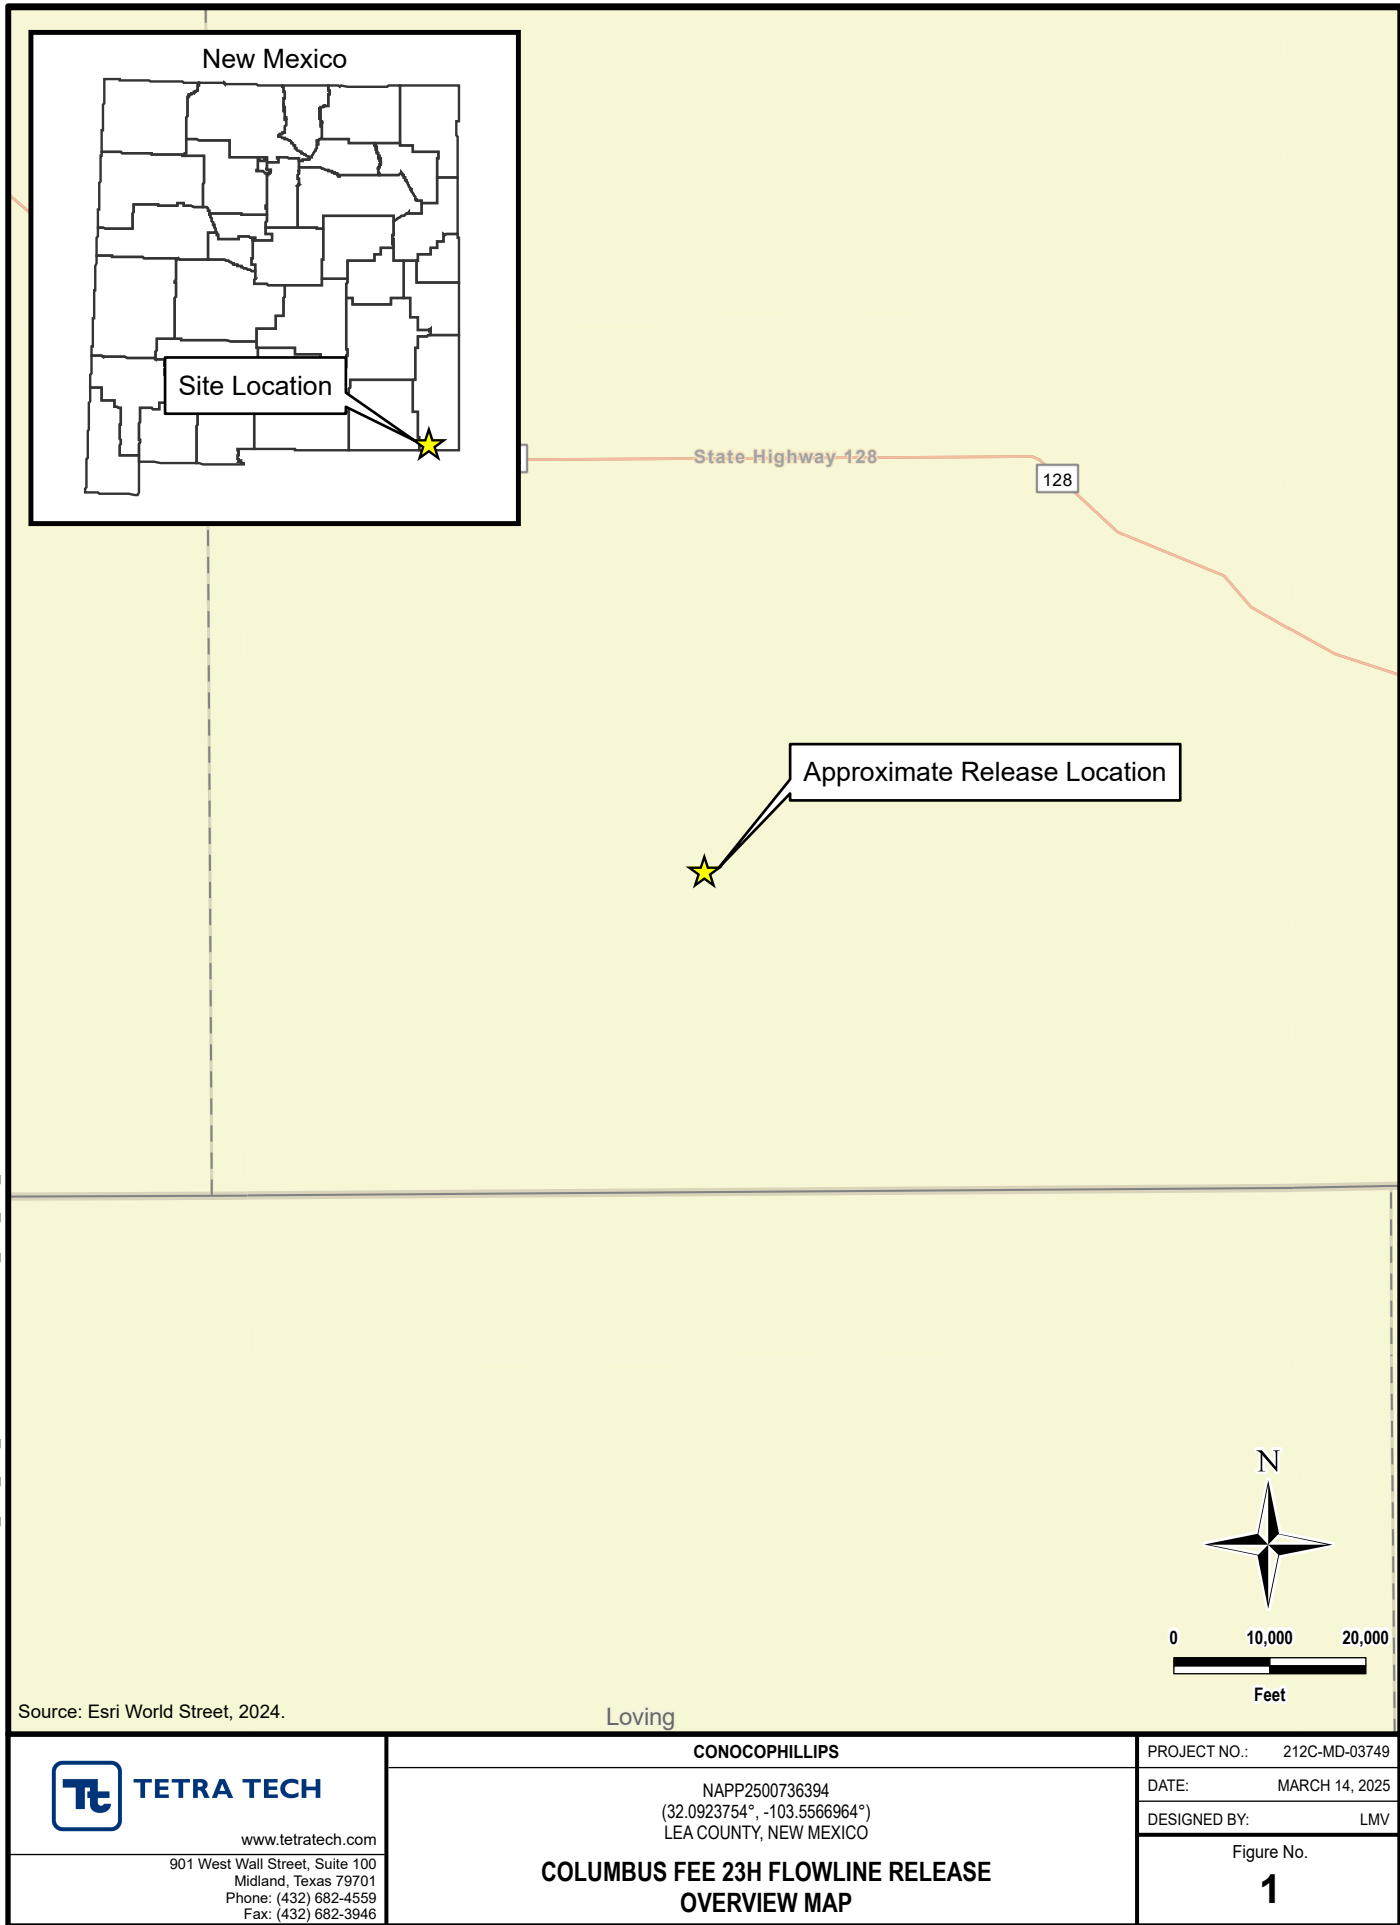 New Mexico
Site Location
State Highway 128
128
Approximate Release Location
N
0 10,000 20,000
Feet
Source: Esri World Street, 2024.
Loving
Tt TETRA TECH
www.tetratech.com
901 West Wall Street, Suite 100
Midland, Texas 79701
Phone: (432) 682-4559
Fax: (432) 682-3946
CONOCOPHILLIPS
NAPP2500736394
(32.0923754°, -103.5566964°)
LEA COUNTY, NEW MEXICO
COLUMBUS FEE 23H FLOWLINE RELEASE
OVERVIEW MAP
PROJECT NO.: 212C-MD-03749
DATE: MARCH 14, 2025
DESIGNED BY: LMV
Figure No.
1